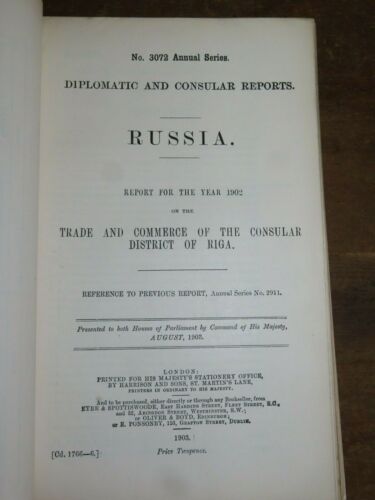 No. 3072 Annual Series.
DIPLOMATIC AND CONSULAR REPORTS.
RUSSIA.
REPORT FOR THE YEAR 1902
ON THE
TRADE AND COMMERCE OF THE CONSULAR
DISTRICT OF RIGA.
REFERENCE TO PREVIOUS REPORT, Annual Series No. 2911.
Presented to both Houses of Parliament by Command of His Majesty,
AUGUST, 1903.
LONDON:
PRINTED FOR HIS MAJESTY'S STATIONERY OFFICE,
BY HARRISON AND SONS, ST. MARTIN'S LANE,
PRINTERS IN ORDINARY TO HIS MAJESTY.
And to be purchased, either directly or through any Bookseller, from
EYRE & SPOTTISWOODE, EAST HARDING STREET, FLEET STREET, E.C.,
and 32, ABINGDON STREET, WESTMINSTER, S.W.;
or OLIVER & BOYD, EDINBURGH;
or E. PONSONBY, 116, GRAFTON STREET, DUBLIN.
1903.
[Cd. 1766—6.]
Price Twopence.